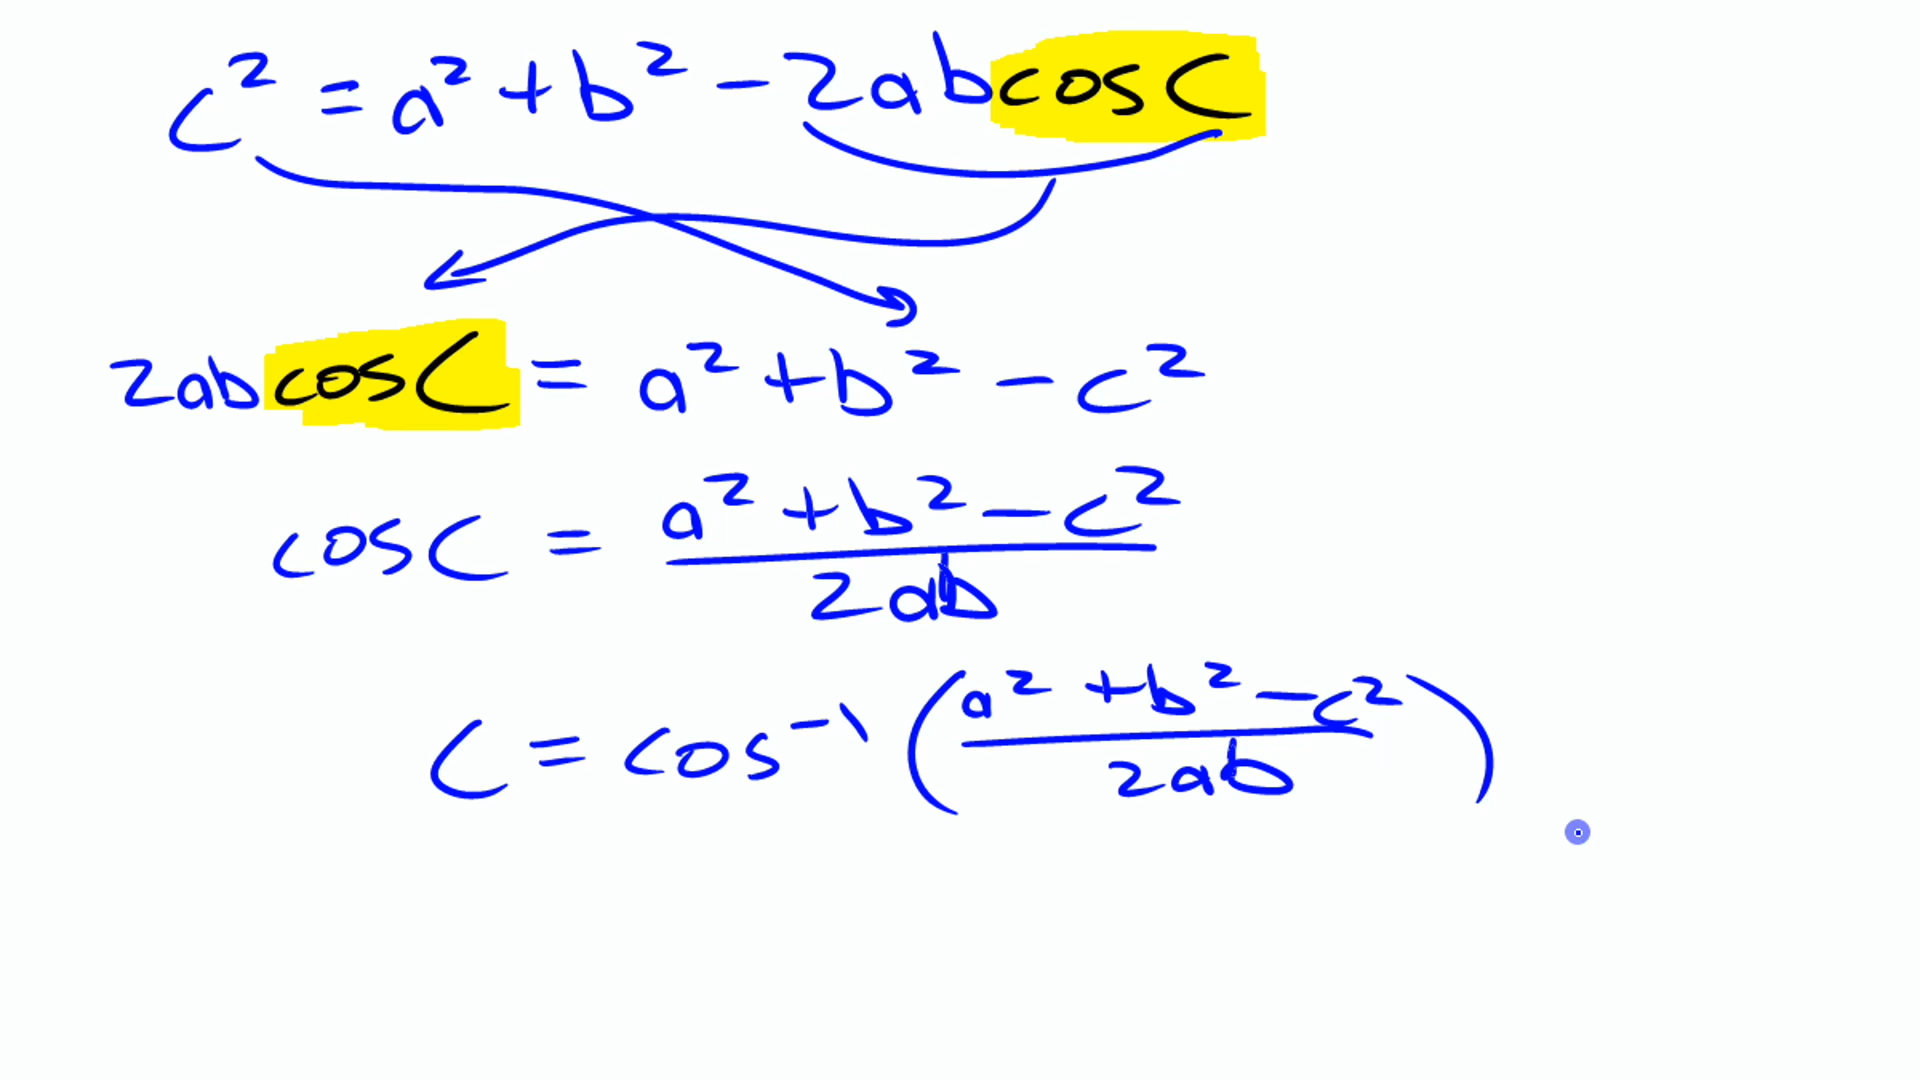 c² = a² + b² − 2ab cos C
2ab cos C = a² + b² − c²
cos C = (a² + b² − c²) / 2ab
C = cos⁻¹ ((a² + b² − c²) / 2ab)